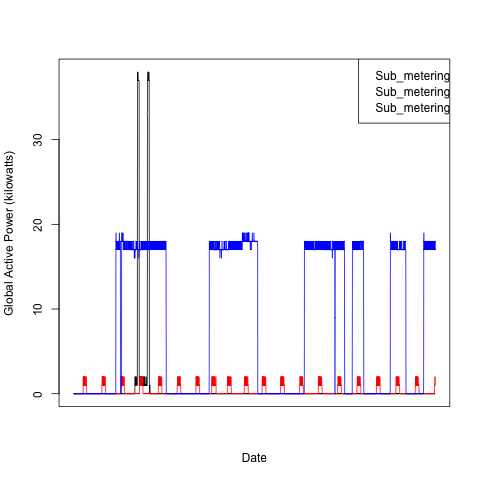 Sub_metering
Sub_metering
Sub_metering
Global Active Power (kilowatts)
30
20
10
0
Date